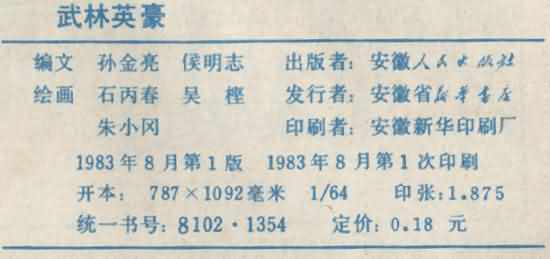 武林英豪
编文 孙金亮 侯明志 出版者：安徽人民出版社
绘画 石丙春 吴 樫 发行者：安徽省新华书店
朱小冈 印刷者：安徽新华印刷厂
1983年8月第1版 1983年8月第1次印刷
开本：787×1092毫米 1/64 印张：1.875
统一书号：8102·1354 定价：0.18 元